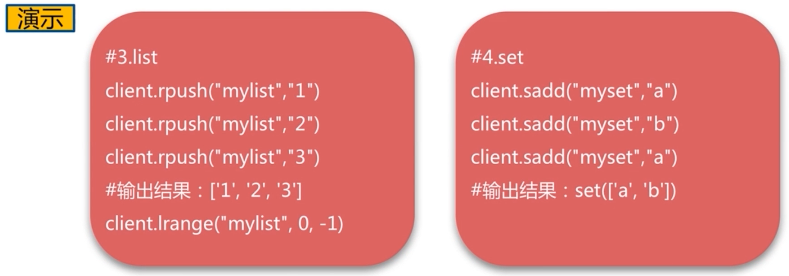 演示
#3.list
client.rpush("mylist","1")
client.rpush("mylist","2")
client.rpush("mylist","3")
#输出结果：['1', '2', '3']
client.lrange("mylist", 0, -1)
#4.set
client.sadd("myset","a")
client.sadd("myset","b")
client.sadd("myset","a")
#输出结果：set(['a', 'b'])